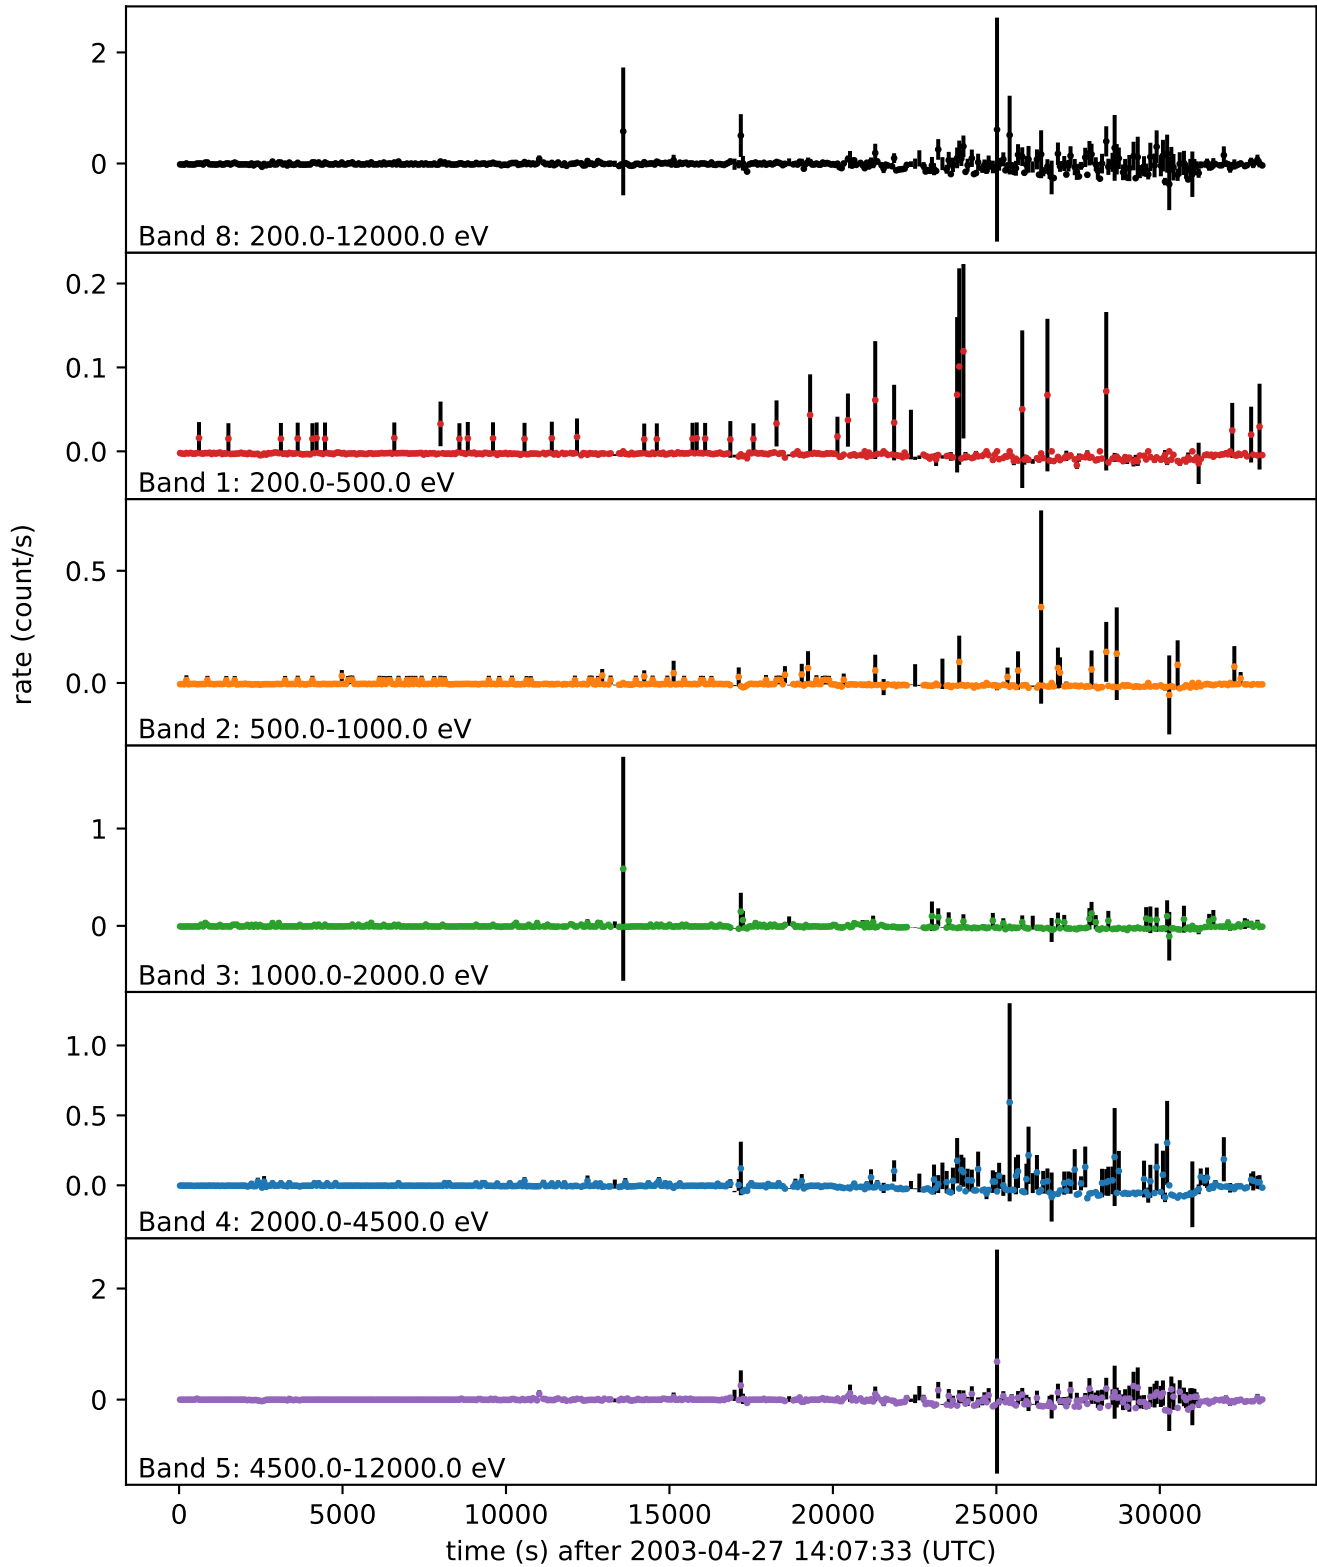 2
0
Band 8: 200.0-12000.0 eV
0.2
0.1
0.0
Band 1: 200.0-500.0 eV
0.5
0.0
Band 2: 500.0-1000.0 eV
rate (count/s)
1
0
Band 3: 1000.0-2000.0 eV
1.0
0.5
0.0
Band 4: 2000.0-4500.0 eV
2
0
Band 5: 4500.0-12000.0 eV
0 5000 10000 15000 20000 25000 30000
time (s) after 2003-04-27 14:07:33 (UTC)